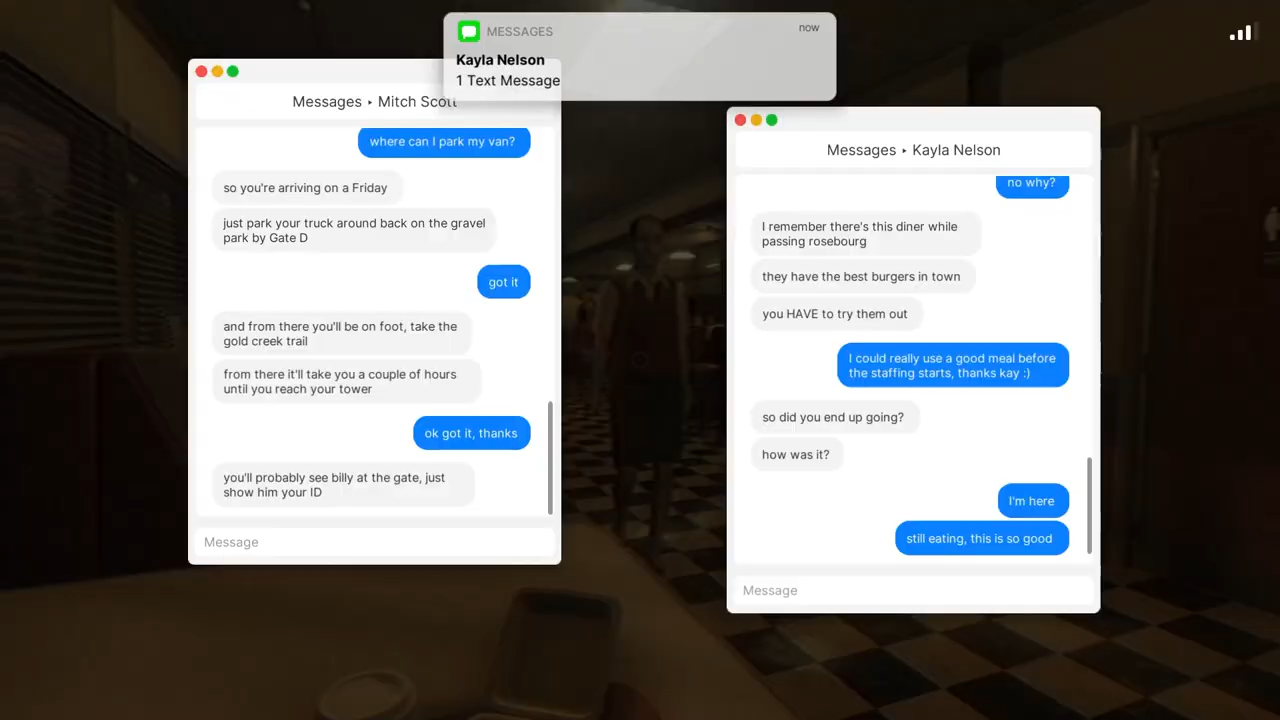 MESSAGES
now
Kayla Nelson
1 Text Message
Messages ▸ Mitch Scott
where can I park my van?
so you're arriving on a Friday
just park your truck around back on the gravel
park by Gate D
got it
and from there you'll be on foot, take the
gold creek trail
from there it'll take you a couple of hours
until you reach your tower
ok got it, thanks
you'll probably see billy at the gate, just
show him your ID
Message
Messages ▸ Kayla Nelson
no why?
I remember there's this diner while
passing rosebourg
they have the best burgers in town
you HAVE to try them out
I could really use a good meal before
the staffing starts, thanks kay :)
so did you end up going?
how was it?
I'm here
still eating, this is so good
Message